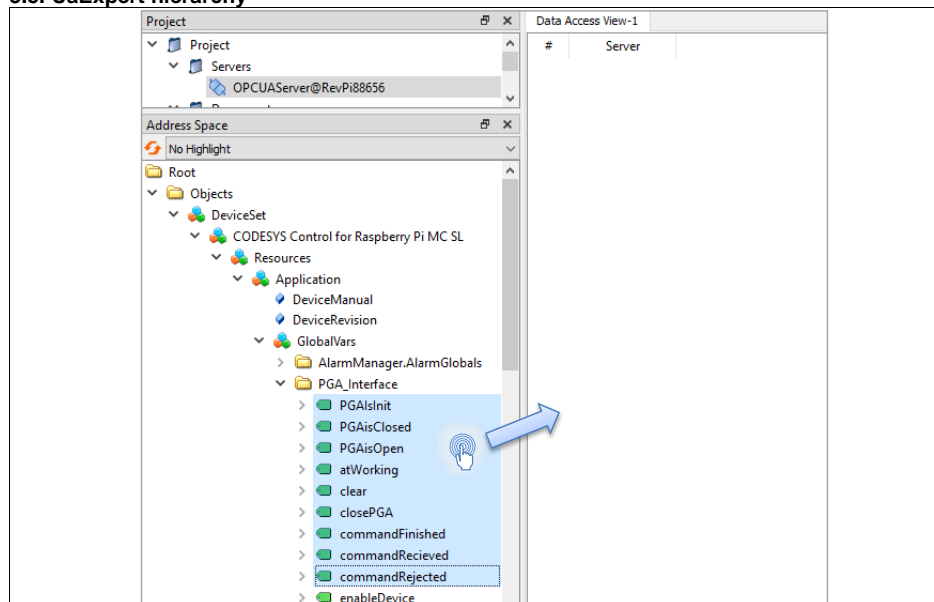 Project
Project
Servers
OPCUAServer@RevPi88656
Address Space
No Highlight
Root
Objects
DeviceSet
CODESYS Control for Raspberry Pi MC SL
Resources
Application
DeviceManual
DeviceRevision
GlobalVars
AlarmManager.AlarmGlobals
PGA_Interface
PGAIsInit
PGAisClosed
PGAisOpen
atWorking
clear
closePGA
commandFinished
commandRecieved
commandRejected
enableDevice
Data Access View-1
# Server